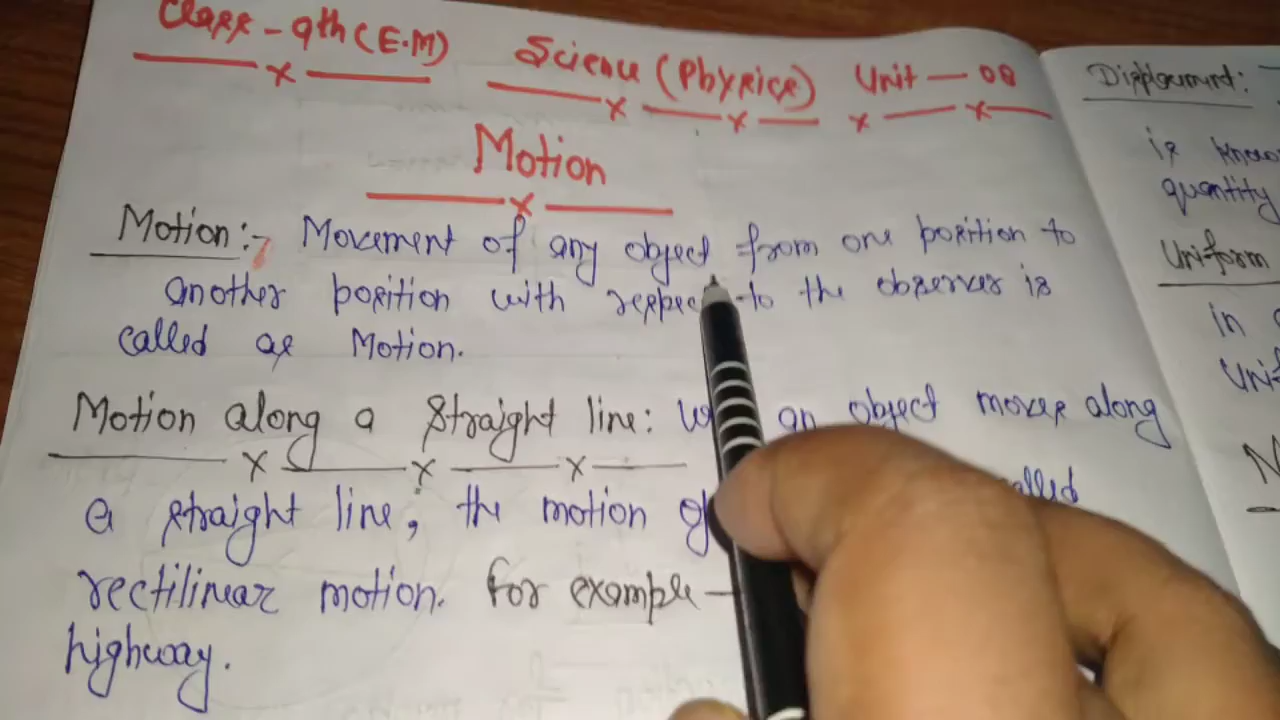 Class - 9th (E.M) Science (Physics) Unit - 08
Motion
Motion :- Movement of any object from one position to
another position with respect to the observer is
called as Motion.
Motion along a straight line: an object moves along
a straight line, the motion of called
rectilinear motion. For example -
highway.
Displacement:
is
quantity
Uniform
in